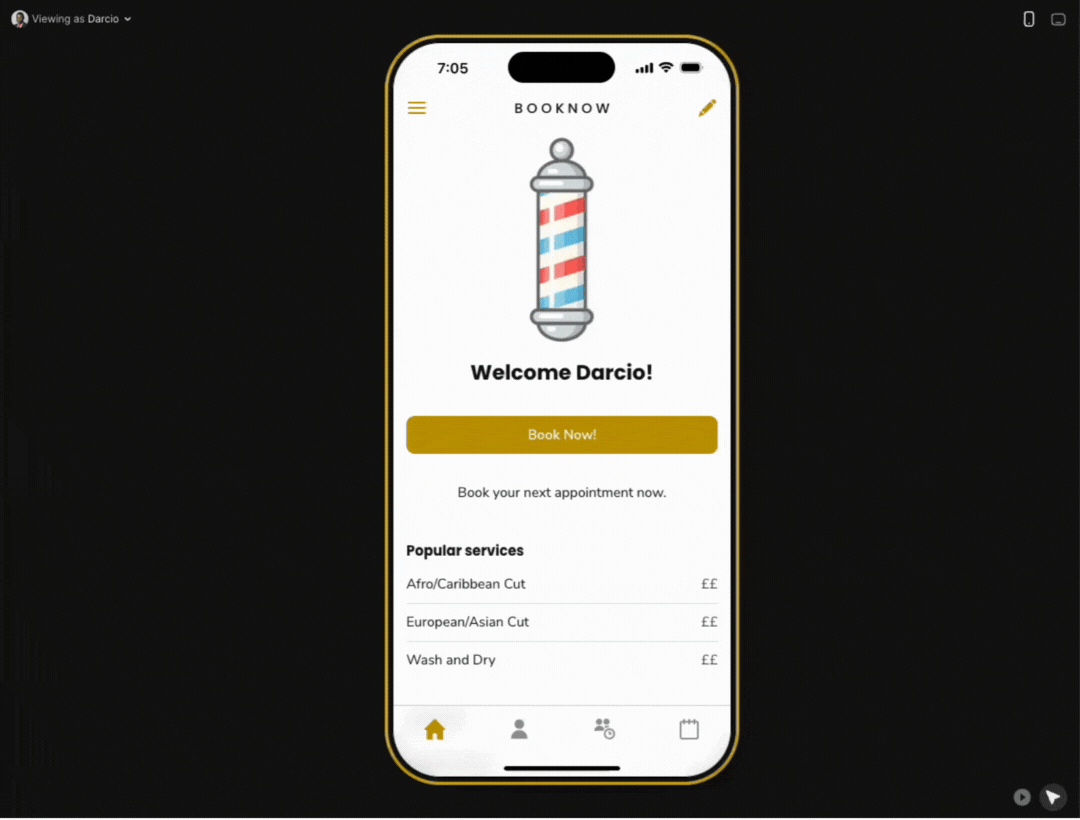 Viewing as Darcio
7:05
BOOKNOW
Welcome Darcio!
Book Now!
Book your next appointment now.
Popular services
Afro/Caribbean Cut ££
European/Asian Cut ££
Wash and Dry ££